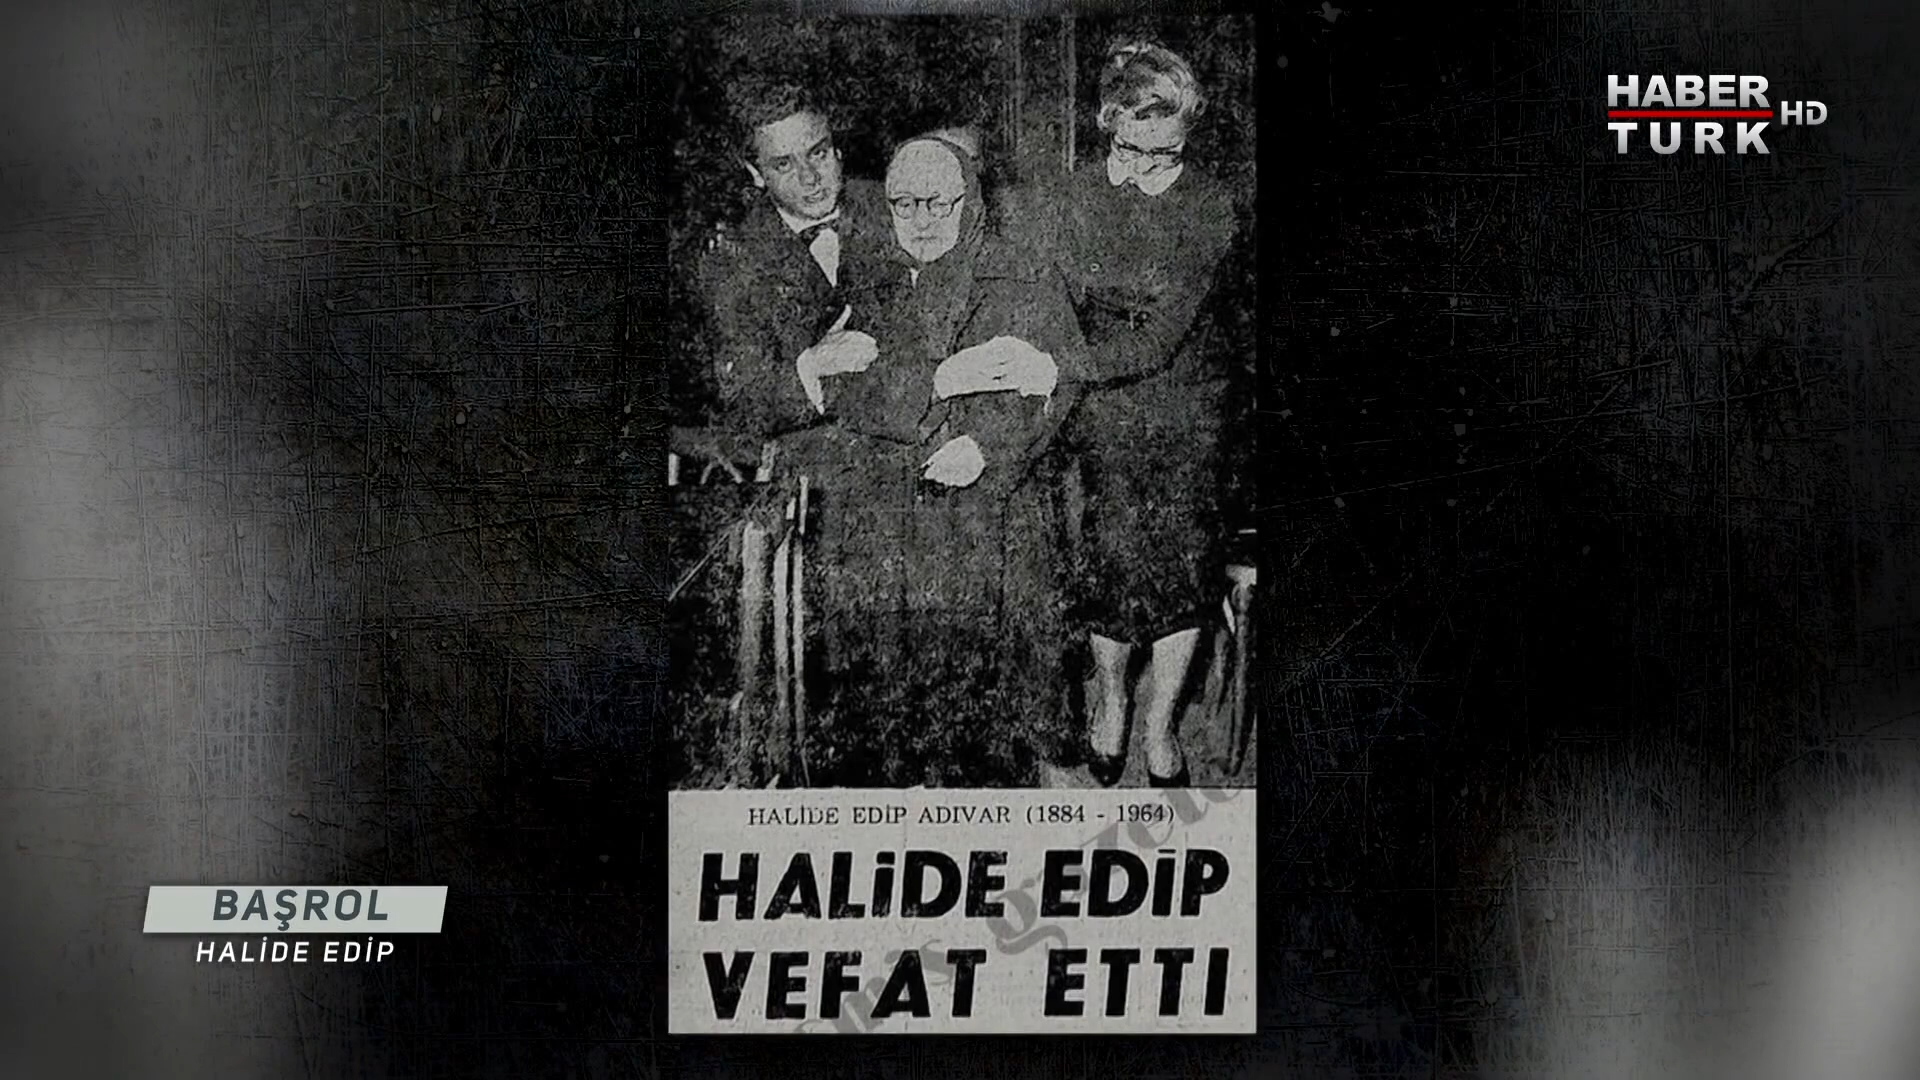 HABER
TURK HD
HALİDE EDİP ADIVAR (1884 - 1964)
HALİDE EDİP
VEFAT ETTI
BAŞROL
HALİDE EDİP